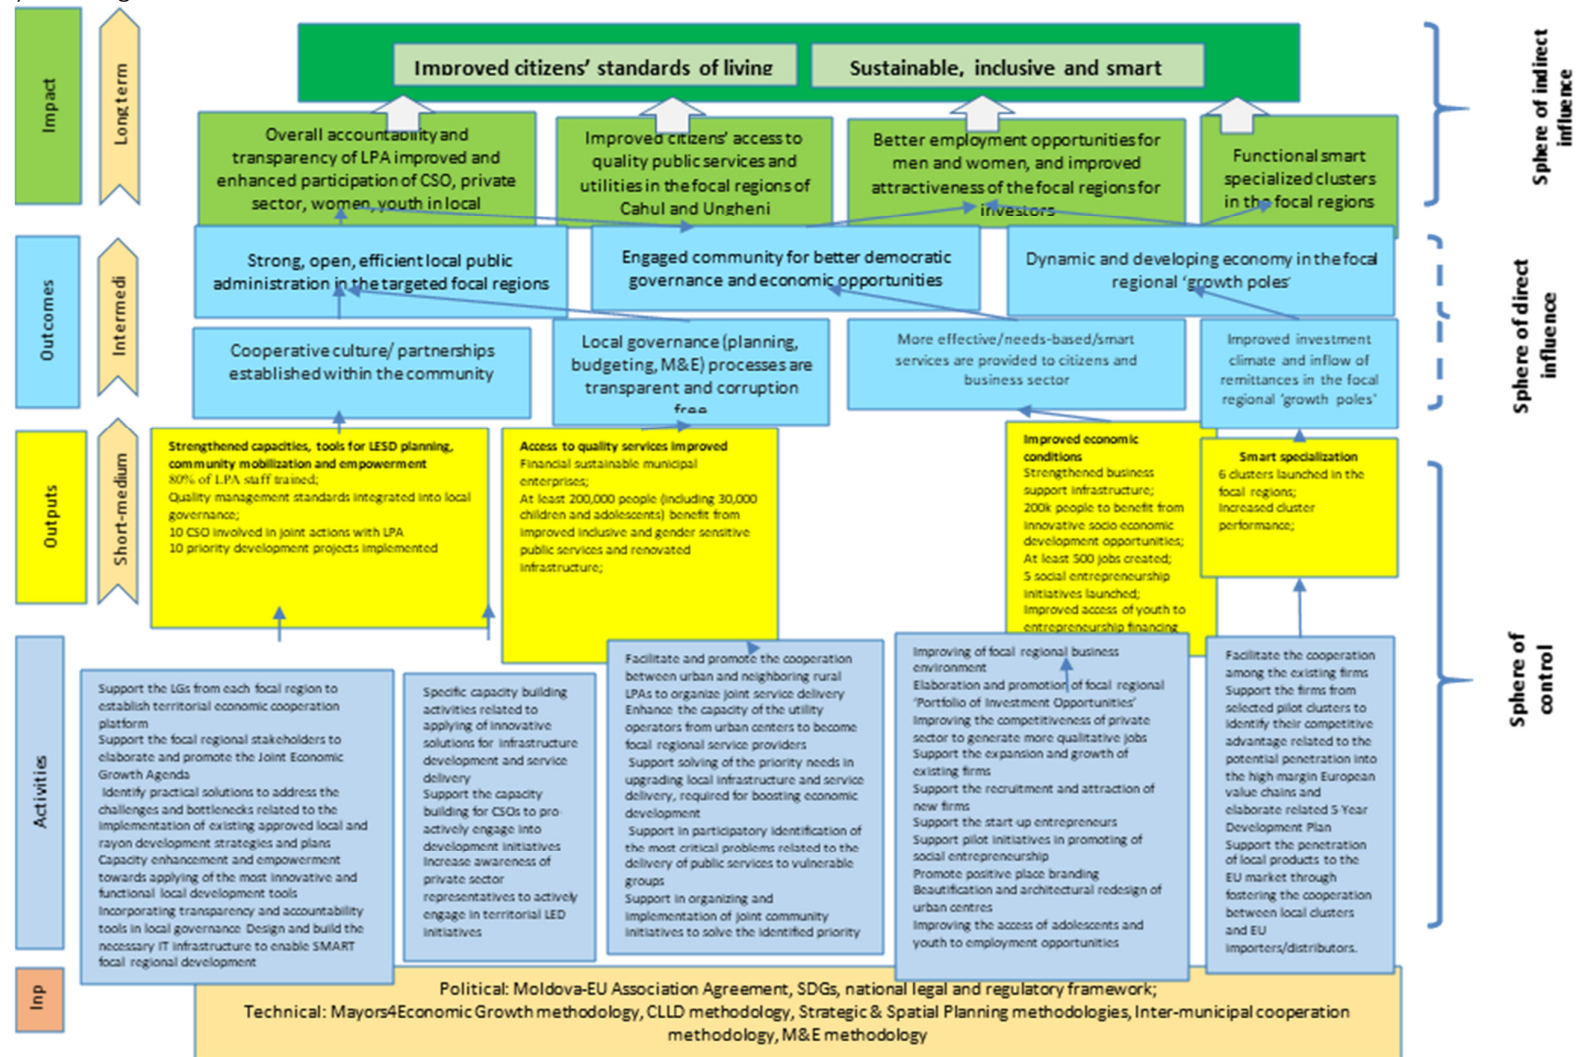 Impact
Long term
Improved citizens' standards of living
Sustainable, inclusive and smart
Sphere of indirect
influence
Overall accountability and
transparency of LPA improved and
enhanced participation of CSO, private
sector, women, youth in local
Improved citizens' access to
quality public services and
utilities in the focal regions of
Cahul and Ungheni
Better employment opportunities for
men and women, and improved
attractiveness of the focal regions for
investors
Functional smart
specialized clusters
in the focal regions
Outcomes
Intermedi
Strong, open, efficient local public
administration in the targeted focal regions
Engaged community for better democratic
governance and economic opportunities
Dynamic and developing economy in the focal
regional 'growth poles'
Sphere of direct
influence
Cooperative culture/ partnerships
established within the community
Local governance (planning,
budgeting, M&E) processes are
transparent and corruption
free
More effective/needs-based/smart
services are provided to citizens and
business sector
Improved investment
climate and inflow of
remittances in the focal
regional 'growth poles'
Outputs
Short-medium
Strengthened capacities, tools for LESD planning,
community mobilization and empowerment
80% of LPA staff trained;
Quality management standards integrated into local
governance;
10 CSO involved in joint actions with LPA
10 priority development projects implemented
Access to quality services improved
Financial sustainable municipal
enterprises;
At least 200,000 people (including 30,000
children and adolescents) benefit from
improved inclusive and gender sensitive
public services and renovated
infrastructure;
Improved economic
conditions
Strengthened business
support infrastructure;
200k people to benefit from
innovative socio economic
development opportunities;
At least 500 jobs created;
5 social entrepreneurship
initiatives launched;
Improved access of youth to
entrepreneurship financing
Smart specialization
6 clusters launched in the
focal regions;
Increased cluster
performance;
Sphere of
control
Activities
Support the LGs from each focal region to
establish territorial economic cooperation
platform
Support the focal regional stakeholders to
elaborate and promote the Joint Economic
Growth Agenda
Identify practical solutions to address the
challenges and bottlenecks related to the
implementation of existing approved local and
rayon development strategies and plans
Capacity enhancement and empowerment
towards applying of the most innovative and
functional local development tools
Incorporating transparency and accountability
tools in local governance Design and build the
necessary IT infrastructure to enable SMART
focal regional development
Specific capacity building
activities related to
applying of innovative
solutions for infrastructure
development and service
delivery
Support the capacity
building for CSOs to pro-
actively engage into
development initiatives
Increase awareness of
private sector
representatives to actively
engage in territorial LED
initiatives
Facilitate and promote the cooperation
between urban and neighboring rural
LPAs to organize joint service delivery
Enhance the capacity of the utility
operators from urban centers to become
focal regional service providers
Support solving of the priority needs in
upgrading local infrastructure and service
delivery, required for boosting economic
development
Support in participatory identification of
the most critical problems related to the
delivery of public services to vulnerable
groups
Support in organizing and
implementation of joint community
initiatives to solve the identified priority
Improving of focal regional business
environment
Elaboration and promotion of focal regional
'Portfolio of Investment Opportunities'
Improving the competitiveness of private
sector to generate more qualitative jobs
Support the expansion and growth of
existing firms
Support the recruitment and attraction of
new firms
Support the start up entrepreneurs
Support pilot initiatives in promoting of
social entrepreneurship
Promote positive place branding
Beautification and architectural redesign of
urban centres
Improving the access of adolescents and
youth to employment opportunities
Facilitate the cooperation
among the existing firms
Support the firms from
selected pilot clusters to
identify their competitive
advantage related to the
potential penetration into
the high-margin European
value chains and
elaborate related 5-Year
Development Plan
Support the penetration
of local products to the
EU market through
fostering the cooperation
between local clusters
and EU
importers/distributors.
Inp
Political: Moldova-EU Association Agreement, SDGs, national legal and regulatory framework;
Technical: Mayors4EconomicGrowth methodology, CLLD methodology, Strategic & Spatial Planning methodologies, Inter-municipal cooperation
methodology, M&E methodology